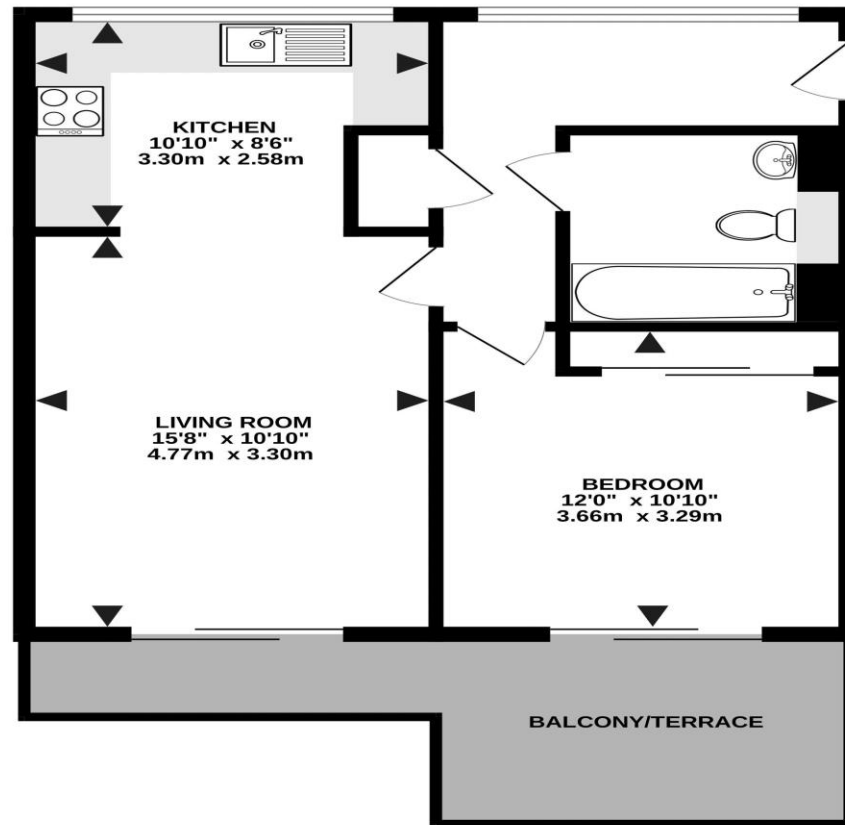 KITCHEN
10'10" x 8'6"
3.30m x 2.58m
LIVING ROOM
15'8" x 10'10"
4.77m x 3.30m
BEDROOM
12'0" x 10'10"
3.66m x 3.29m
BALCONY/TERRACE